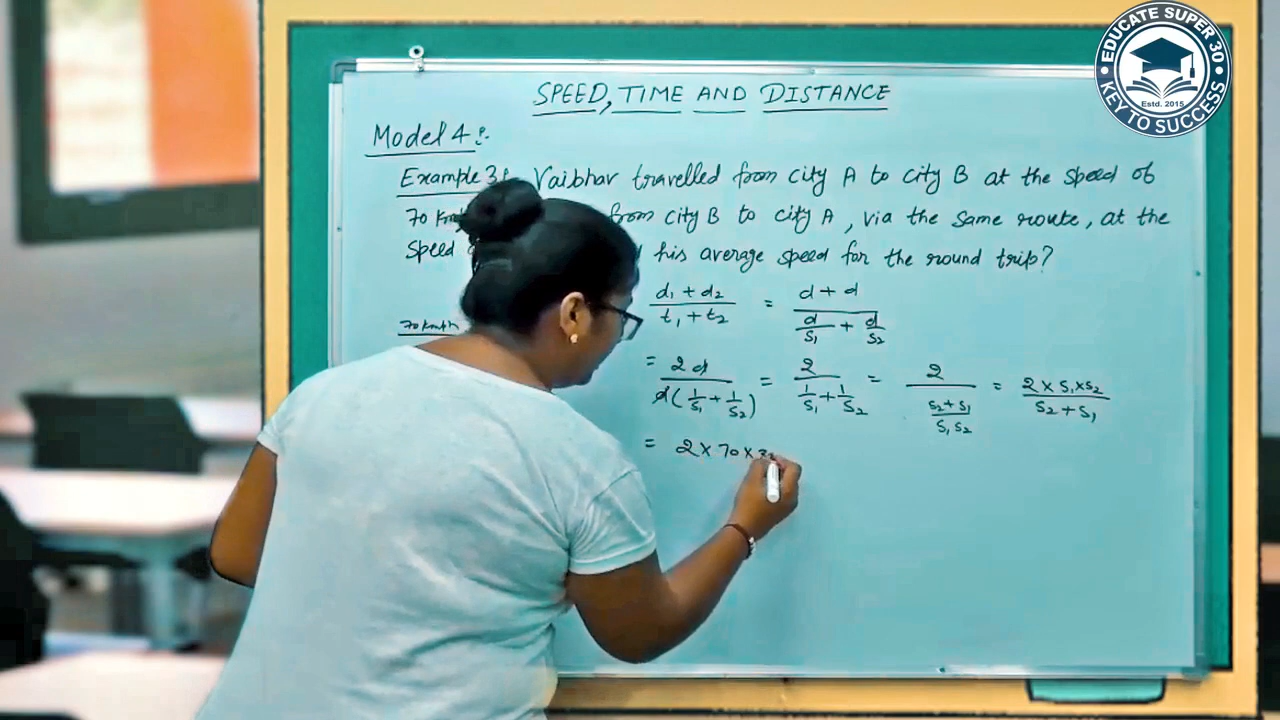 EDUCATE SUPER 30
Estd. 2015
KEY TO SUCCESS
SPEED, TIME AND DISTANCE
Model 4:
Example 3: Vaibhav travelled from city A to city B at the speed of
70 Km from city B to city A, via the same route, at the
speed his average speed for the round trip?
70 kmph
d₁ + d₂ / t₁ + t₂ = d + d / d/S₁ + d/S₂
= 2d / d(1/S₁ + 1/S₂) = 2 / 1/S₁ + 1/S₂ = 2 / S₂+S₁/S₁S₂ = 2×S₁×S₂ / S₂+S₁
= 2×70×